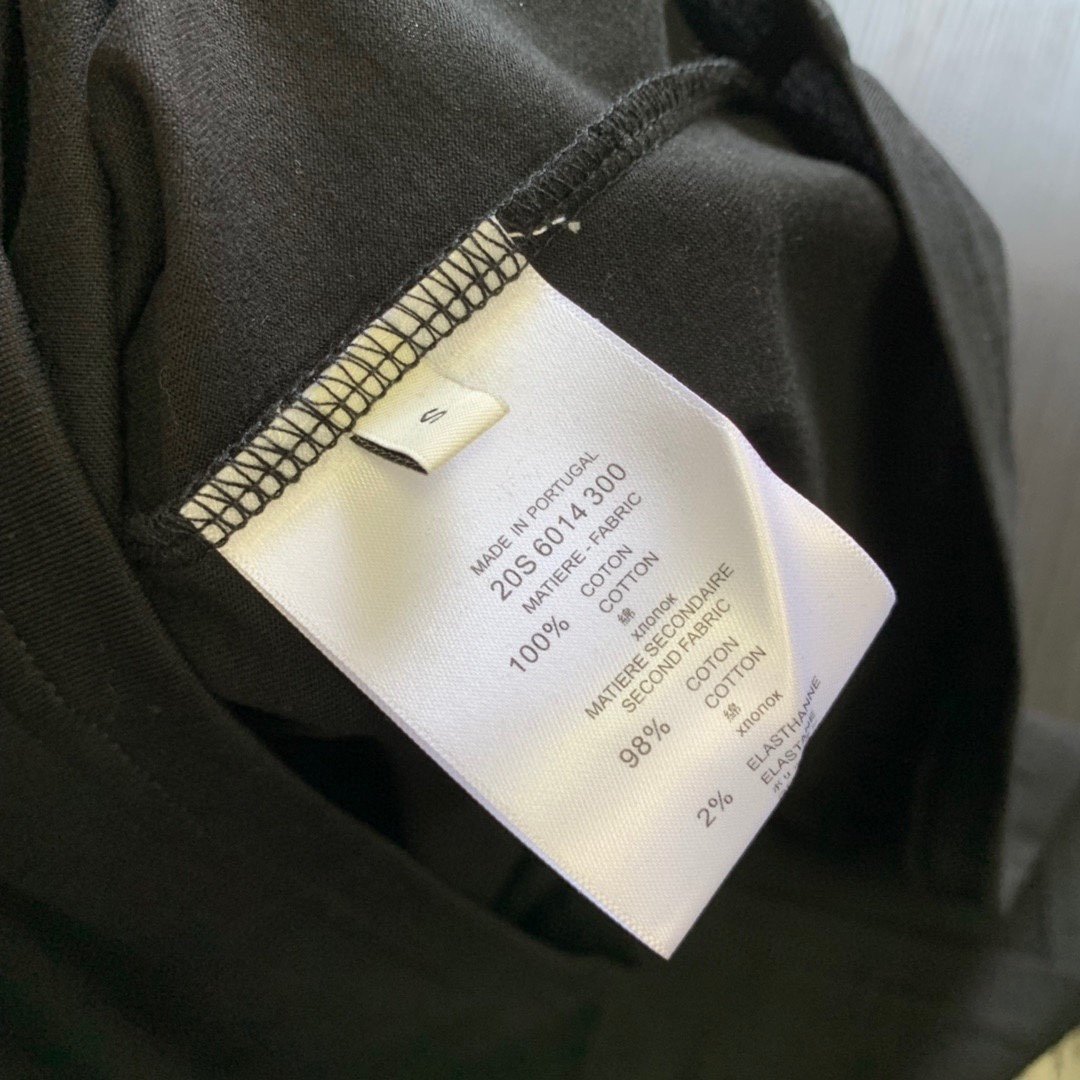 S
MADE IN PORTUGAL
20S 6014 300
MATIERE - FABRIC
100% COTON
COTTON
綿
хлопок
MATIERE SECONDAIRE
SECOND FABRIC
98% COTON
COTTON
綿
хлопок
2% ELASTHANNE
ELASTANE